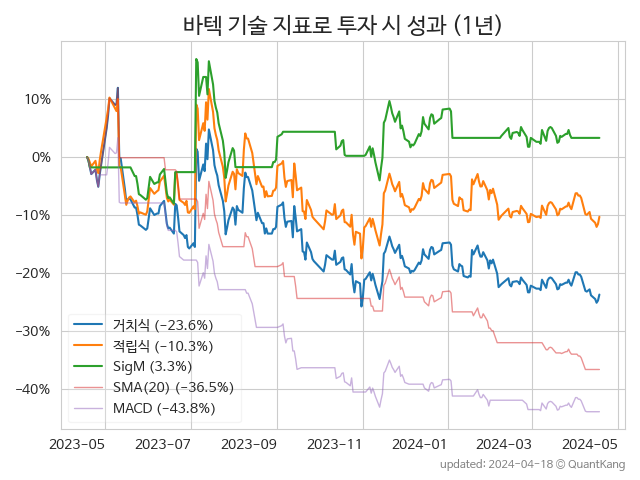 바텍 기술 지표로 투자 시 성과 (1년)
10%
0%
−10%
−20%
−30%
−40%
거치식 (−23.6%)
적립식 (−10.3%)
SigM (3.3%)
SMA(20) (−36.5%)
MACD (−43.8%)
2023−05 2023−07 2023−09 2023−11 2024−01 2024−03 2024−05
updated: 2024−04−18 ⓒ QuantKang